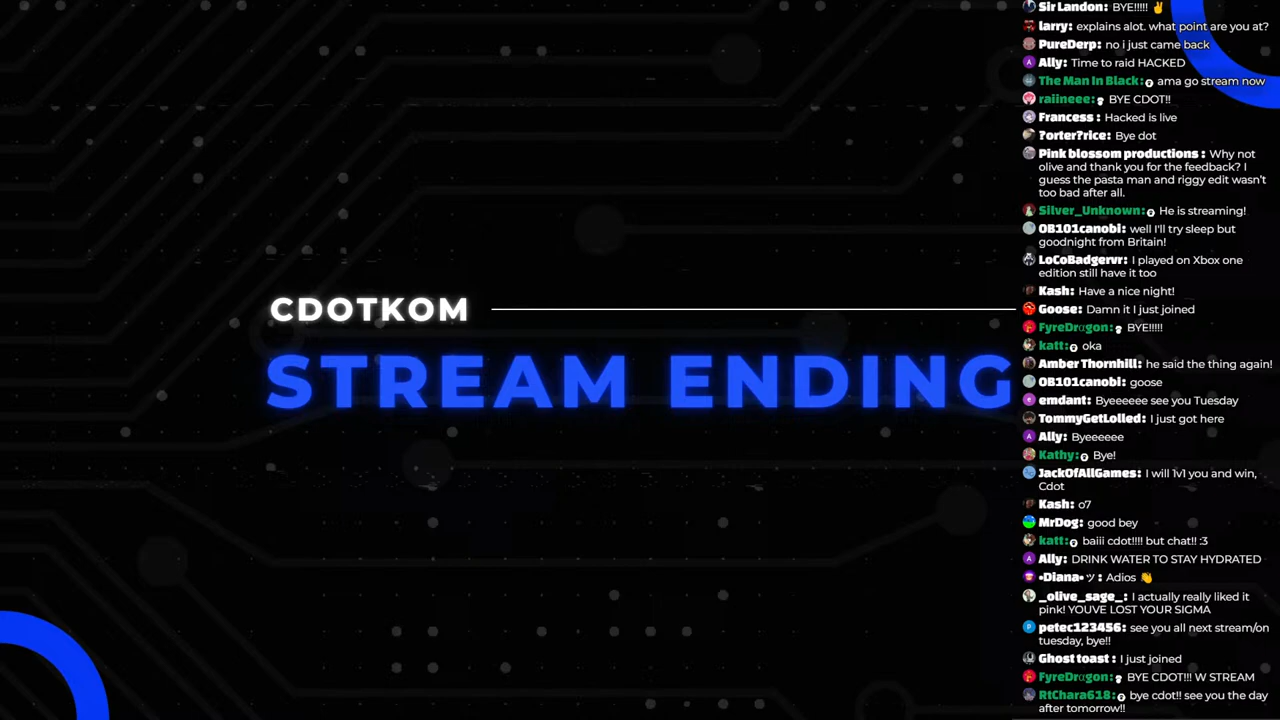 CDOTKOM
STREAM ENDING
Sir Landon: BYE!!!!! ✌
larry: explains alot. what point are you at?
PureDerp: no i just came back
Ally: Time to raid HACKED
The Man In Black: ama go stream now
raiineee: BYE CDOT!!
Francess : Hacked is live
?orter?rice: Bye dot
Pink blossom productions : Why not
olive and thank you for the feedback? I
guess the pasta man and riggy edit wasn't
too bad after all.
Silver_Unknown: He is streaming!
OB101canobi: well I'll try sleep but
goodnight from Britain!
LoCoBadgervr: I played on Xbox one
edition still have it too
Kash: Have a nice night!
Goose: Damn it I just joined
FyreDrαgon: BYE!!!!!
katt: oka
Amber Thornhill: he said the thing again!
OB101canobi: goose
emdant: Byeeeeee see you Tuesday
TommyGetLolled: I just got here
Ally: Byeeeeee
Kathy: Bye!
JackOfAllGames: I will 1v1 you and win,
Cdot
Kash: o7
MrDog: good bey
katt: baiii cdot!!!! but chat!! :3
Ally: DRINK WATER TO STAY HYDRATED
•Diana• ツ : Adios 👋
_olive_sage_: I actually really liked it
pink! YOUVE LOST YOUR SIGMA
petec123456: see you all next stream/on
tuesday, bye!!
Ghost toast : I just joined
FyreDrαgon: BYE CDOT!!! W STREAM
RtChara618: bye cdot!! see you the day
after tomorrow!!